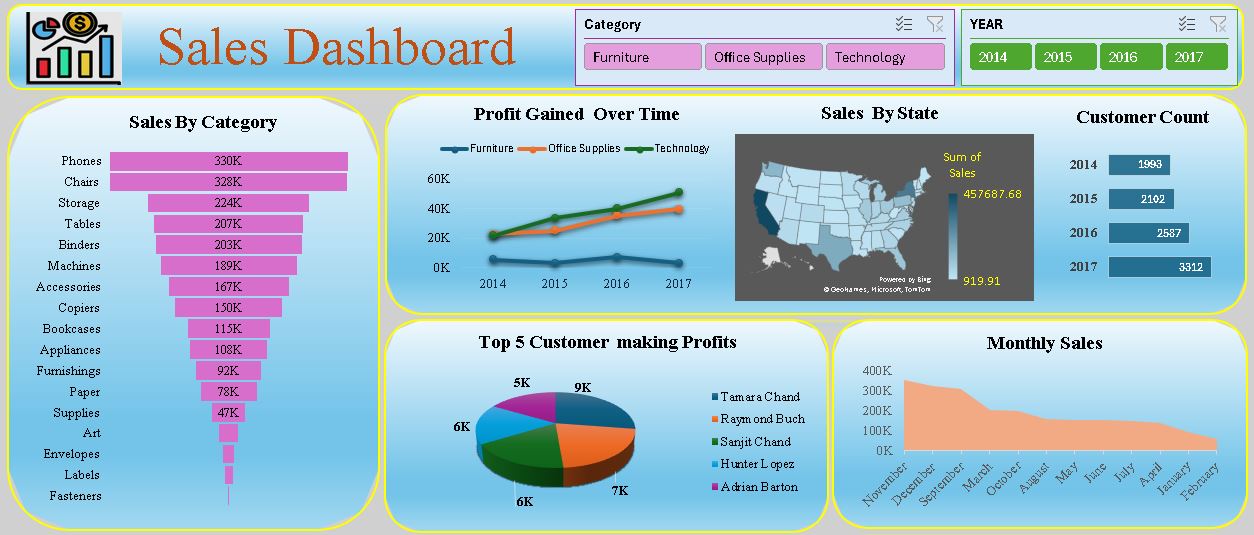 Sales Dashboard
Category
Furniture
Office Supplies
Technology
YEAR
2014
2015
2016
2017
Sales By Category
Phones 330K
Chairs 328K
Storage 224K
Tables 207K
Binders 203K
Machines 189K
Accessories 167K
Copiers 150K
Bookcases 115K
Appliances 108K
Furnishings 92K
Paper 78K
Supplies 47K
Art
Envelopes
Labels
Fasteners
Profit Gained Over Time
Furniture Office Supplies Technology
60K
40K
20K
0K
2014 2015 2016 2017
Sales By State
Sum of
Sales
457687.68
919.91
Powered by Bing
© GeoNames, Microsoft, TomTom
Customer Count
2014 1993
2015 2102
2016 2587
2017 3312
Top 5 Customer making Profits
5K
9K
6K
6K
7K
Tamara Chand
Raymond Buch
Sanjit Chand
Hunter Lopez
Adrian Barton
Monthly Sales
400K
300K
200K
100K
0K
November
December
September
March
October
August
May
June
July
April
January
February